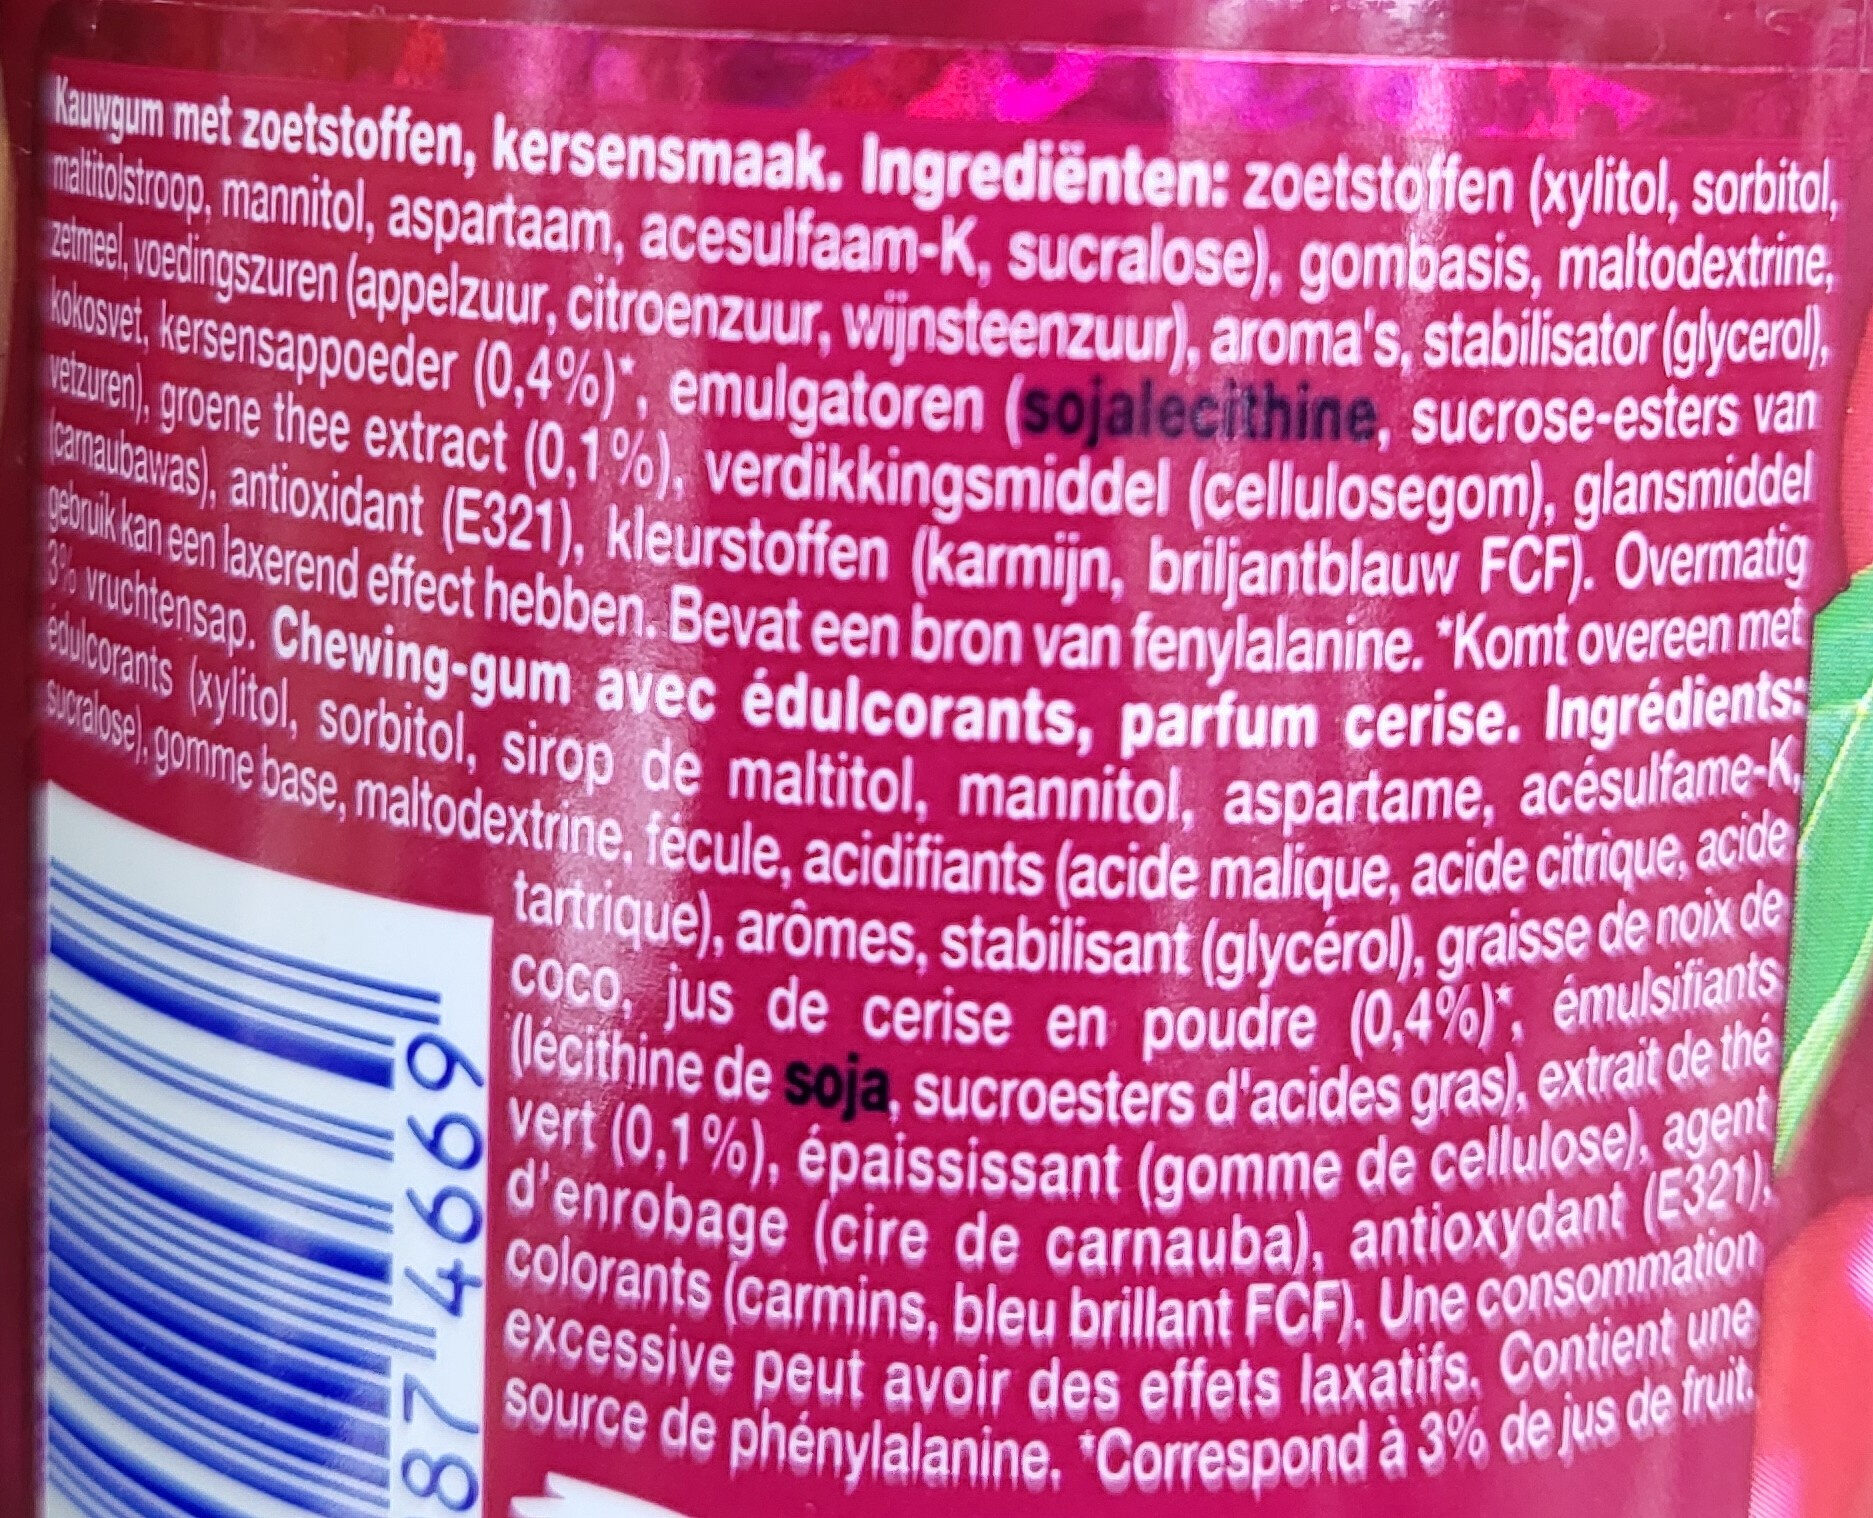 Kauwgum met zoetstoffen, kersensmaak. Ingrediënten: zoetstoffen (xylitol, sorbitol,
maltitolstroop, mannitol, aspartaam, acesulfaam-K, sucralose), gombasis, maltodextrine,
zetmeel, voedingszuren (appelzuur, citroenzuur, wijnsteenzuur), aroma's, stabilisator (glycerol),
kokosvet, kersensappoeder (0,4%)*, emulgatoren (sojalecithine, sucrose-esters van
vetzuren), groene thee extract (0,1%), verdikkingsmiddel (cellulosegom), glansmiddel
(carnaubawas), antioxidant (E321), kleurstoffen (karmijn, briljantblauw FCF). Overmatig
gebruik kan een laxerend effect hebben. Bevat een bron van fenylalanine. *Komt overeen met
3% vruchtensap. Chewing-gum avec édulcorants, parfum cerise. Ingrédients:
édulcorants (xylitol, sorbitol, sirop de maltitol, mannitol, aspartame, acésulfame-K,
sucralose), gomme base, maltodextrine, fécule, acidifiants (acide malique, acide citrique, acide
tartrique), arômes, stabilisant (glycérol), graisse de noix de
coco, jus de cerise en poudre (0,4%)*, émulsifiants
(lécithine de soja, sucroesters d'acides gras), extrait de thé
vert (0,1%), épaississant (gomme de cellulose), agent
d'enrobage (cire de carnauba), antioxydant (E321),
colorants (carmins, bleu brillant FCF). Une consommation
excessive peut avoir des effets laxatifs. Contient une
source de phénylalanine. *Correspond à 3% de jus de fruit.
87 4669